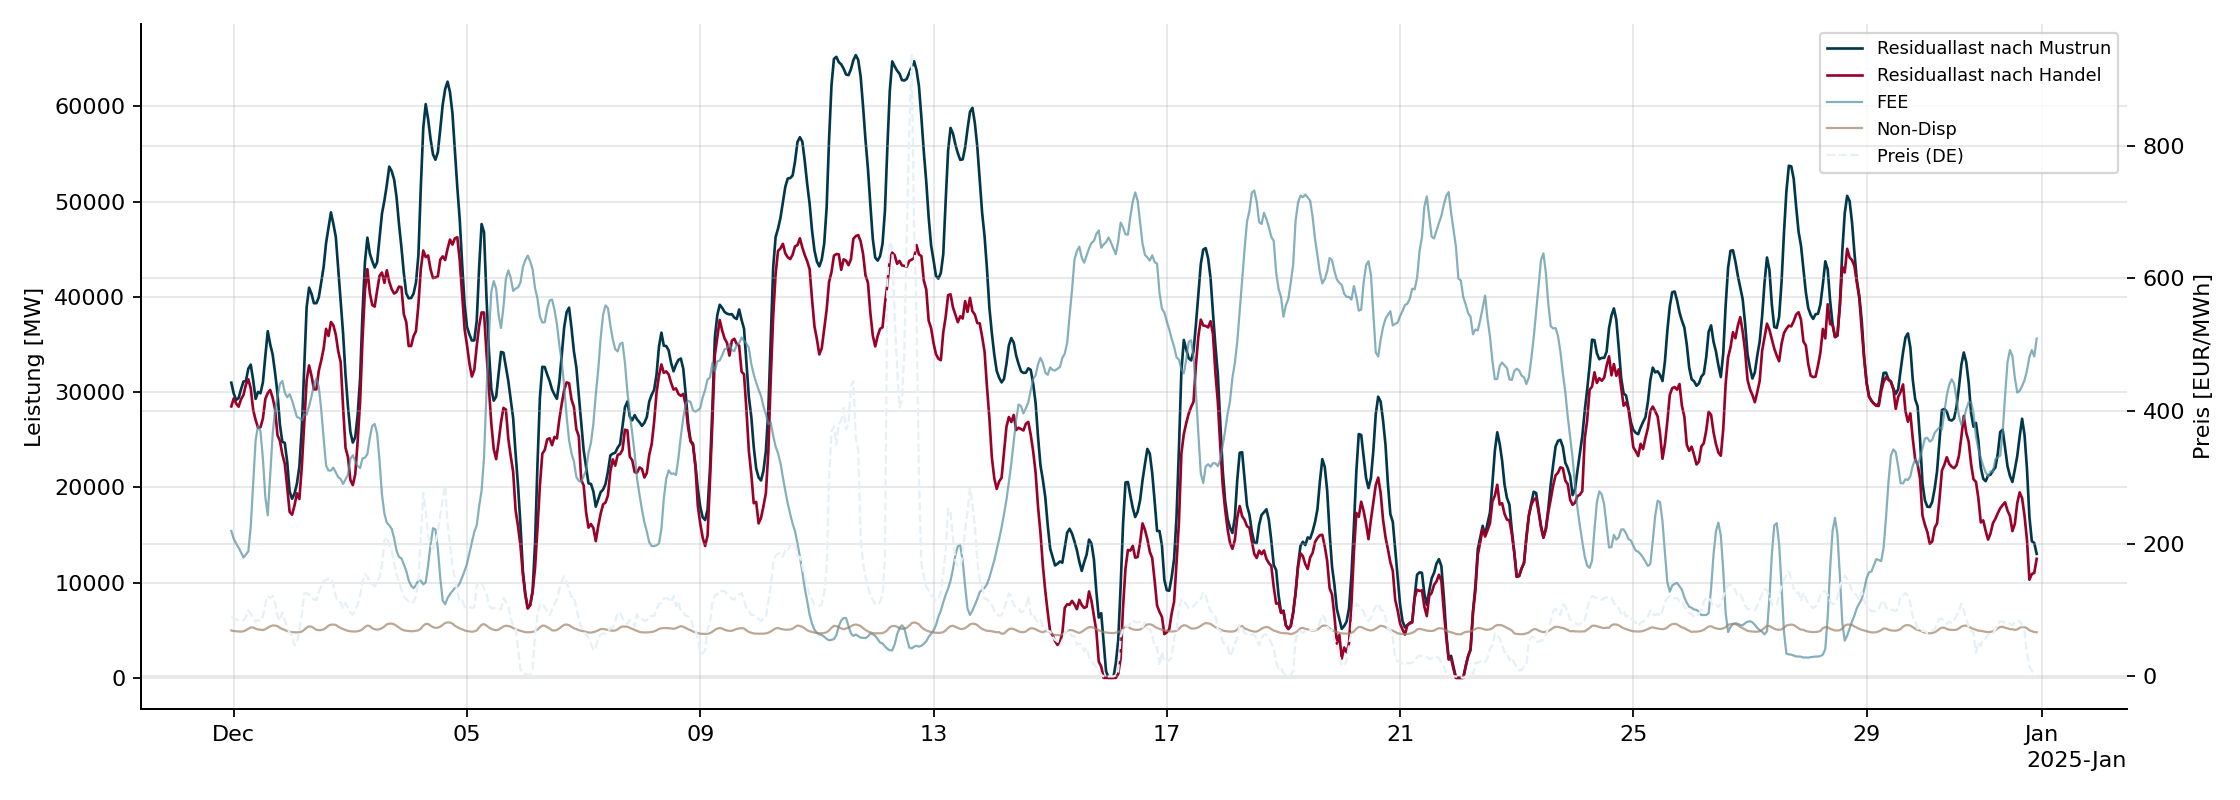 Residuallast nach Mustrun
Residuallast nach Handel
FEE
Non-Disp
Preis (DE)
Leistung [MW]
60000
50000
40000
30000
20000
10000
0
Preis [EUR/MWh]
800
600
400
200
0
Dec 05 09 13 17 21 25 29 Jan
2025-Jan